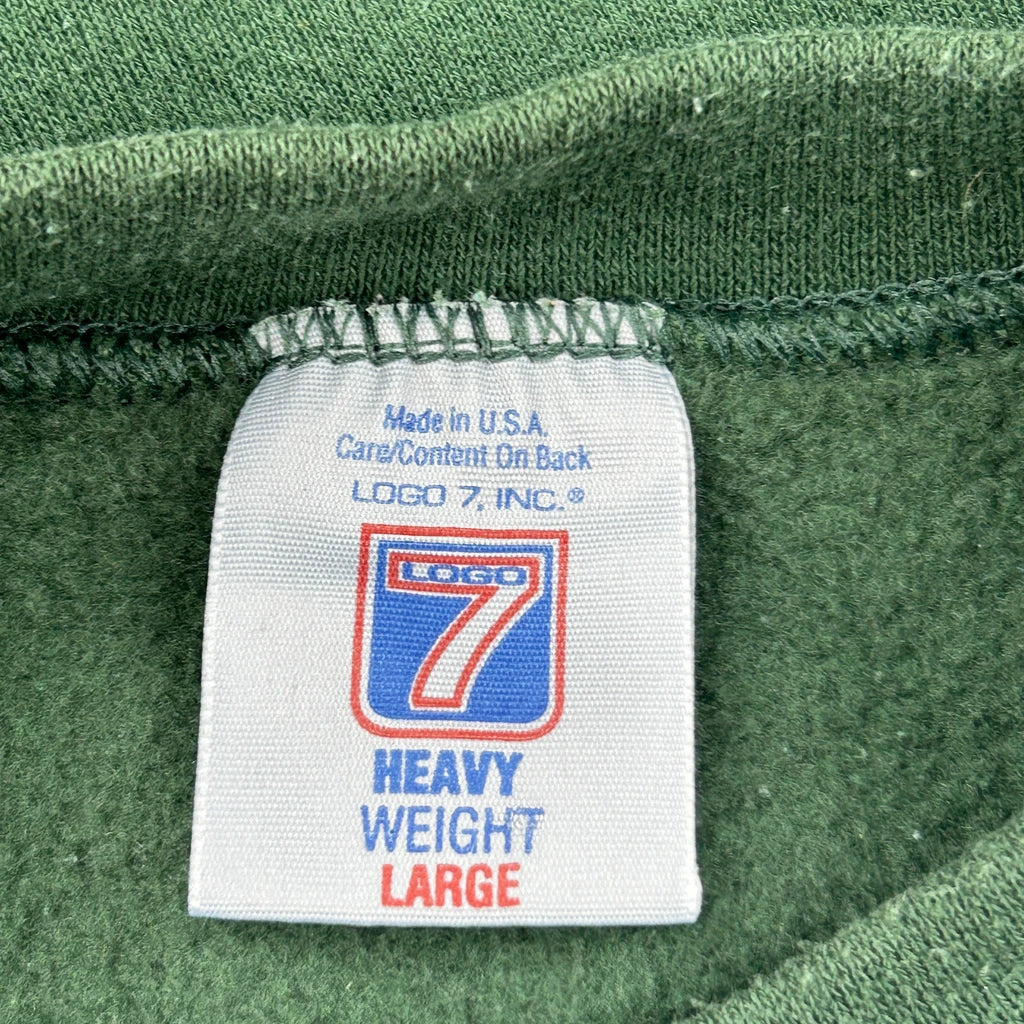 Made in U.S.A.
Care/Content On Back
LOGO 7, INC.®
LOGO
7
HEAVY
WEIGHT
LARGE